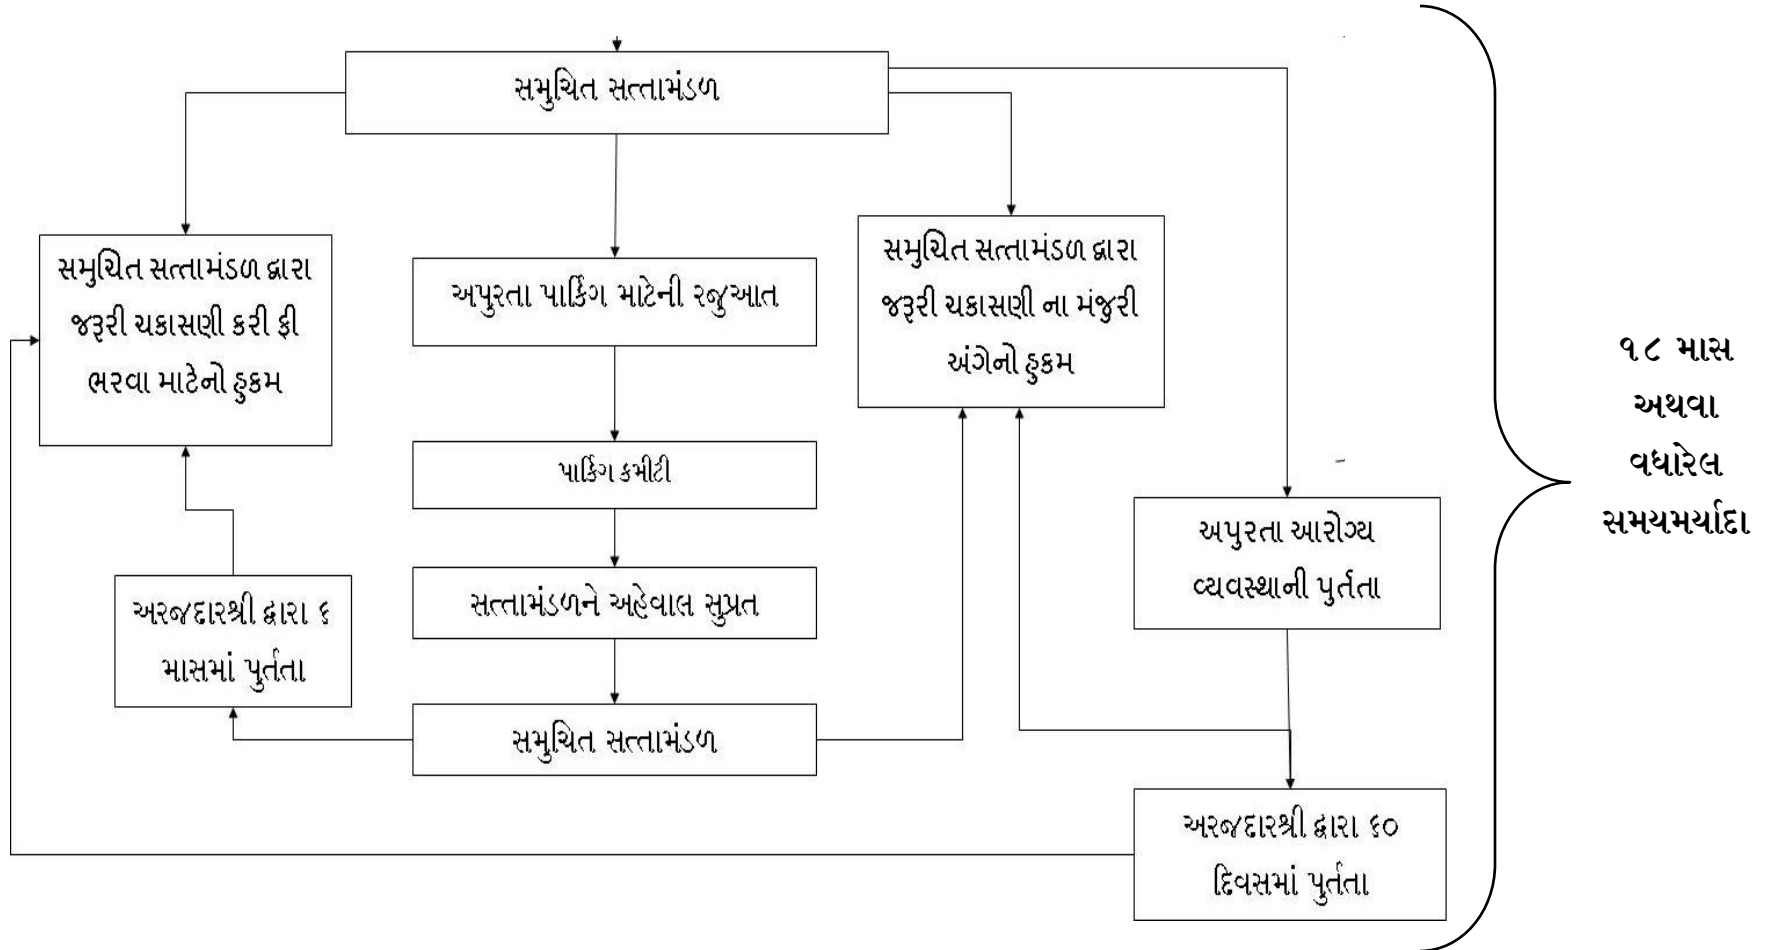 સમુચિત સત્તામંડળ
સમુચિત સત્તામંડળ દ્વારા
જરૂરી ચકાસણી કરી ફી
ભરવા માટેનો હુકમ
અપુરતા પાર્કિંગ માટેની રજુઆત
સમુચિત સત્તામંડળ દ્વારા
જરૂરી ચકાસણી ના મંજુરી
અંગેનો હુકમ
૧૮ માસ
અથવા
વધારેલ
સમયમર્યાદા
પાર્કિંગ કમીટી
અપુરતા આરોગ્ય
વ્યવસ્થાની પુર્તતા
અરજદારશ્રી દ્વારા ૬
માસમાં પુર્તતા
સત્તામંડળને અહેવાલ સુપ્રત
સમુચિત સત્તામંડળ
અરજદારશ્રી દ્વારા ૬૦
દિવસમાં પુર્તતા